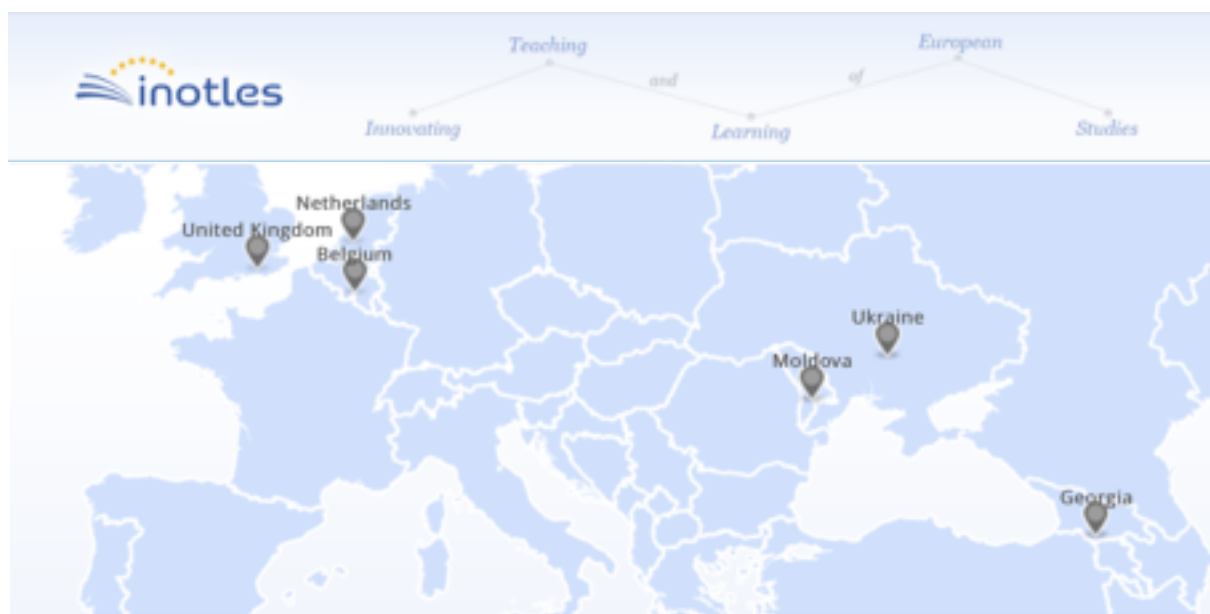 inotles
Innovating Teaching and Learning of European Studies
Netherlands
United Kingdom
Belgium
Ukraine
Moldova
Georgia